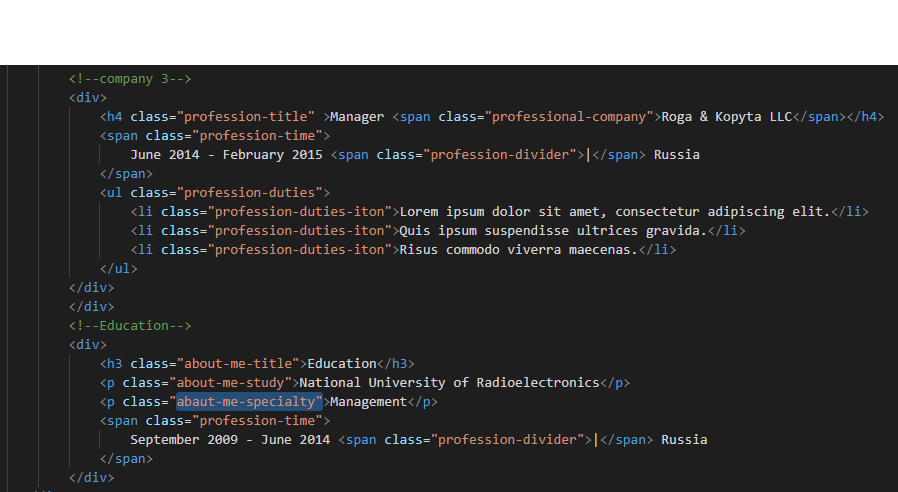 <!--company 3-->
<div>
<h4 class="profession-title" >Manager <span class="professional-company">Roga & Kopyta LLC</span></h4>
<span class="profession-time">
June 2014 - February 2015 <span class="profession-divider">|</span> Russia
</span>
<ul class="profession-duties">
<li class="profession-duties-iton">Lorem ipsum dolor sit amet, consectetur adipiscing elit.</li>
<li class="profession-duties-iton">Quis ipsum suspendisse ultrices gravida.</li>
<li class="profession-duties-iton">Risus commodo viverra maecenas.</li>
</ul>
</div>
</div>
<!--Education-->
<div>
<h3 class="about-me-title">Education</h3>
<p class="about-me-study">National University of Radioelectronics</p>
<p class="abaut-me-specialty">Management</p>
<span class="profession-time">
September 2009 - June 2014 <span class="profession-divider">|</span> Russia
</span>
</div>